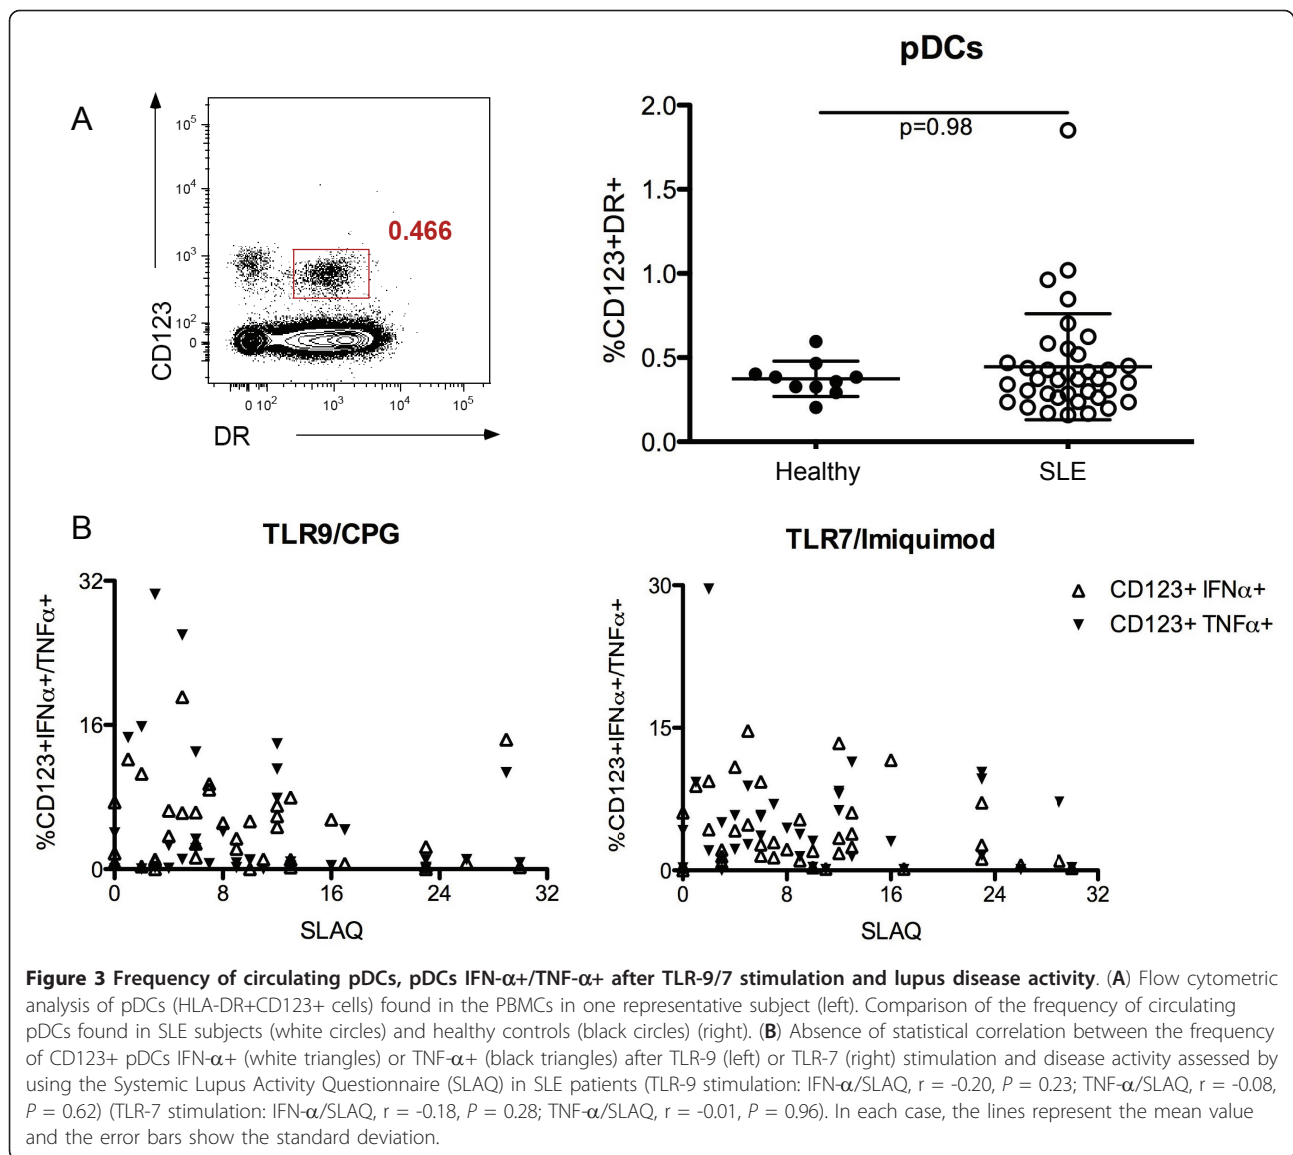 pDCs
A
CD123
10^5
10^4
10^3
10^2
0
0.466
0 10^2 10^3 10^4 10^5
DR
%CD123+DR+
2.0
1.5
1.0
0.5
0.0
p=0.98
Healthy SLE
B
TLR9/CPG
%CD123+IFNα+/TNFα+
32
16
0
0 8 16 24 32
SLAQ
TLR7/Imiquimod
%CD123+IFNα+/TNFα+
30
15
0
0 8 16 24 32
SLAQ
CD123+ IFNα+
CD123+ TNFα+
Figure 3 Frequency of circulating pDCs, pDCs IFN-α+/TNF-α+ after TLR-9/7 stimulation and lupus disease activity. (A) Flow cytometric
analysis of pDCs (HLA-DR+CD123+ cells) found in the PBMCs in one representative subject (left). Comparison of the frequency of circulating
pDCs found in SLE subjects (white circles) and healthy controls (black circles) (right). (B) Absence of statistical correlation between the frequency
of CD123+ pDCs IFN-α+ (white triangles) or TNF-α+ (black triangles) after TLR-9 (left) or TLR-7 (right) stimulation and disease activity assessed by
using the Systemic Lupus Activity Questionnaire (SLAQ) in SLE patients (TLR-9 stimulation: IFN-α/SLAQ, r = -0.20, P = 0.23; TNF-α/SLAQ, r = -0.08,
P = 0.62) (TLR-7 stimulation: IFN-α/SLAQ, r = -0.18, P = 0.28; TNF-α/SLAQ, r = -0.01, P = 0.96). In each case, the lines represent the mean value
and the error bars show the standard deviation.